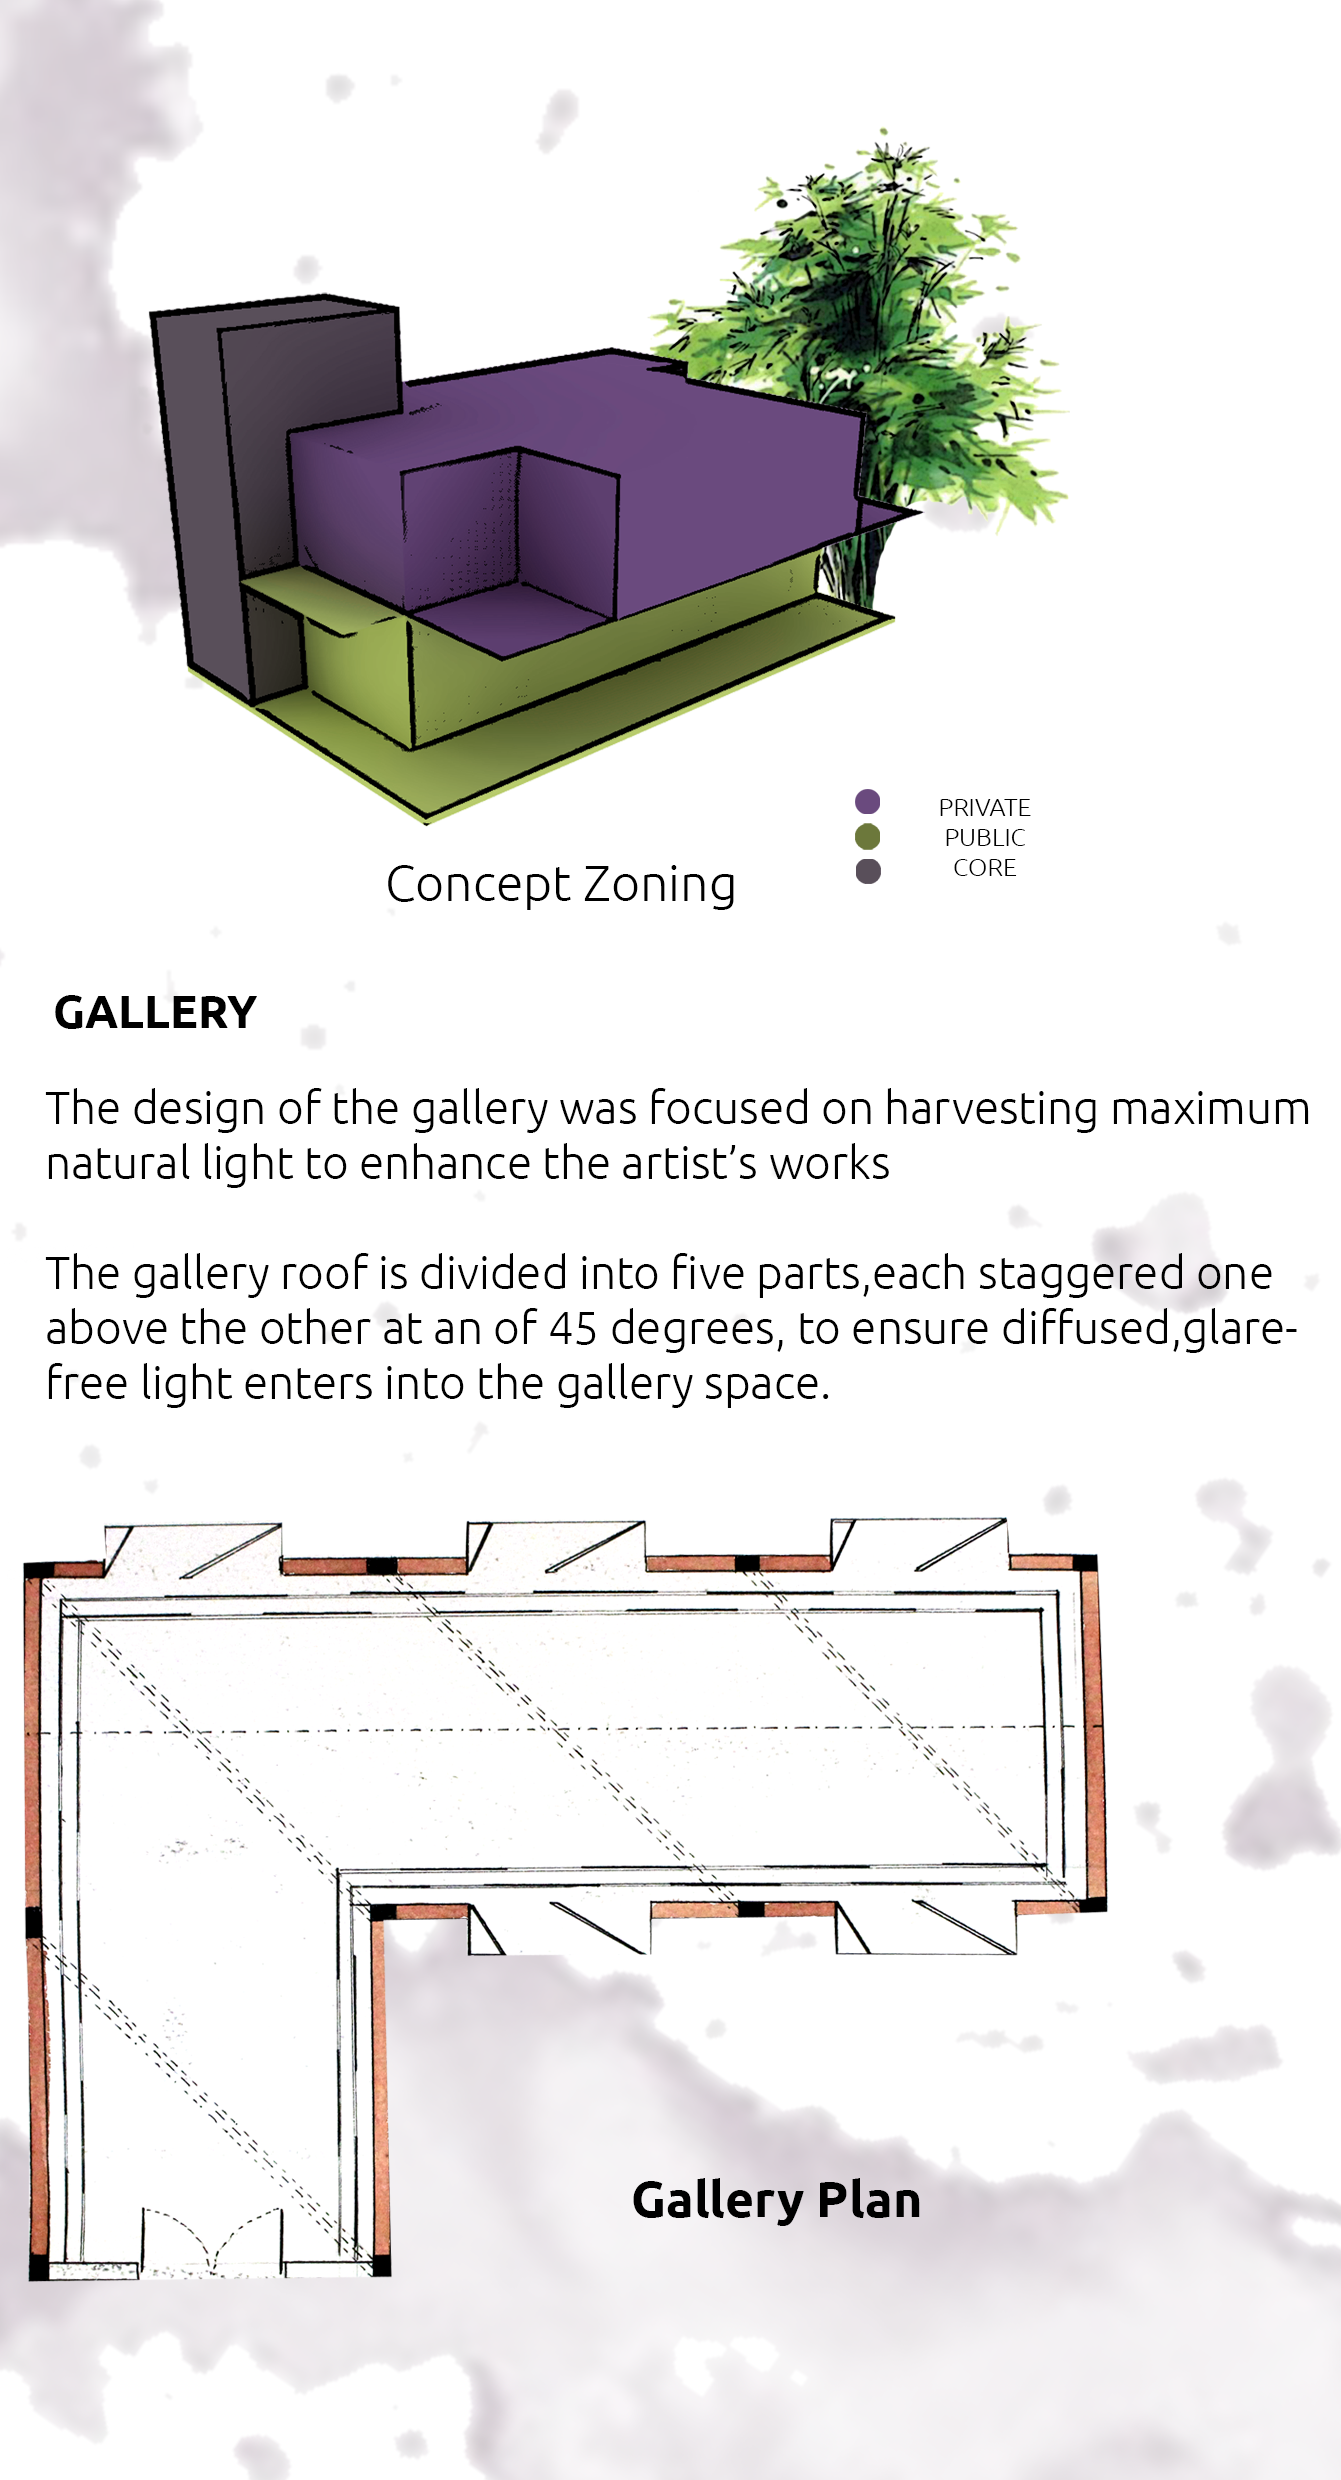 PRIVATE
PUBLIC
CORE
Concept Zoning
GALLERY
The design of the gallery was focused on harvesting maximum
natural light to enhance the artist’s works
The gallery roof is divided into five parts,each staggered one
above the other at an of 45 degrees, to ensure diffused,glare-
free light enters into the gallery space.
Gallery Plan